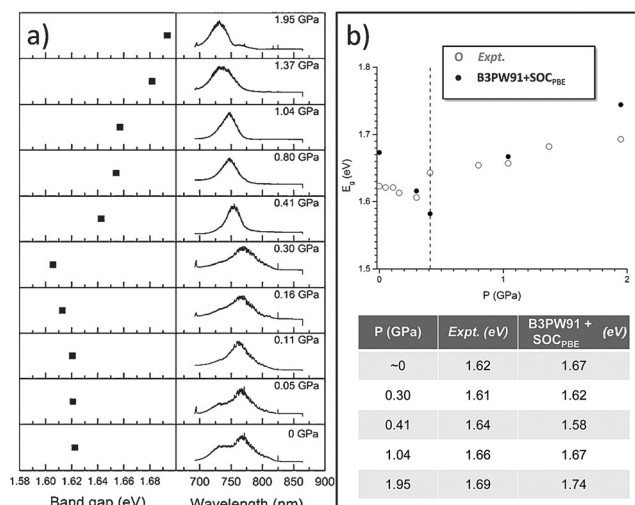 a)
1.95 GPa
1.37 GPa
1.04 GPa
0.80 GPa
0.41 GPa
0.30 GPa
0.16 GPa
0.11 GPa
0.05 GPa
0 GPa
1.58 1.60 1.62 1.64 1.66 1.68
700 750 800 850 900
Band gap (eV)
Wavelength (nm)
b)
Expt.
B3PW91+SOCPBE
1.8
1.7
1.6
1.5
Eg (eV)
0 1 2
P (GPa)
P (GPa) Expt. (eV) B3PW91 + SOCPBE (eV)
~0 1.62 1.67
0.30 1.61 1.62
0.41 1.64 1.58
1.04 1.66 1.67
1.95 1.69 1.74